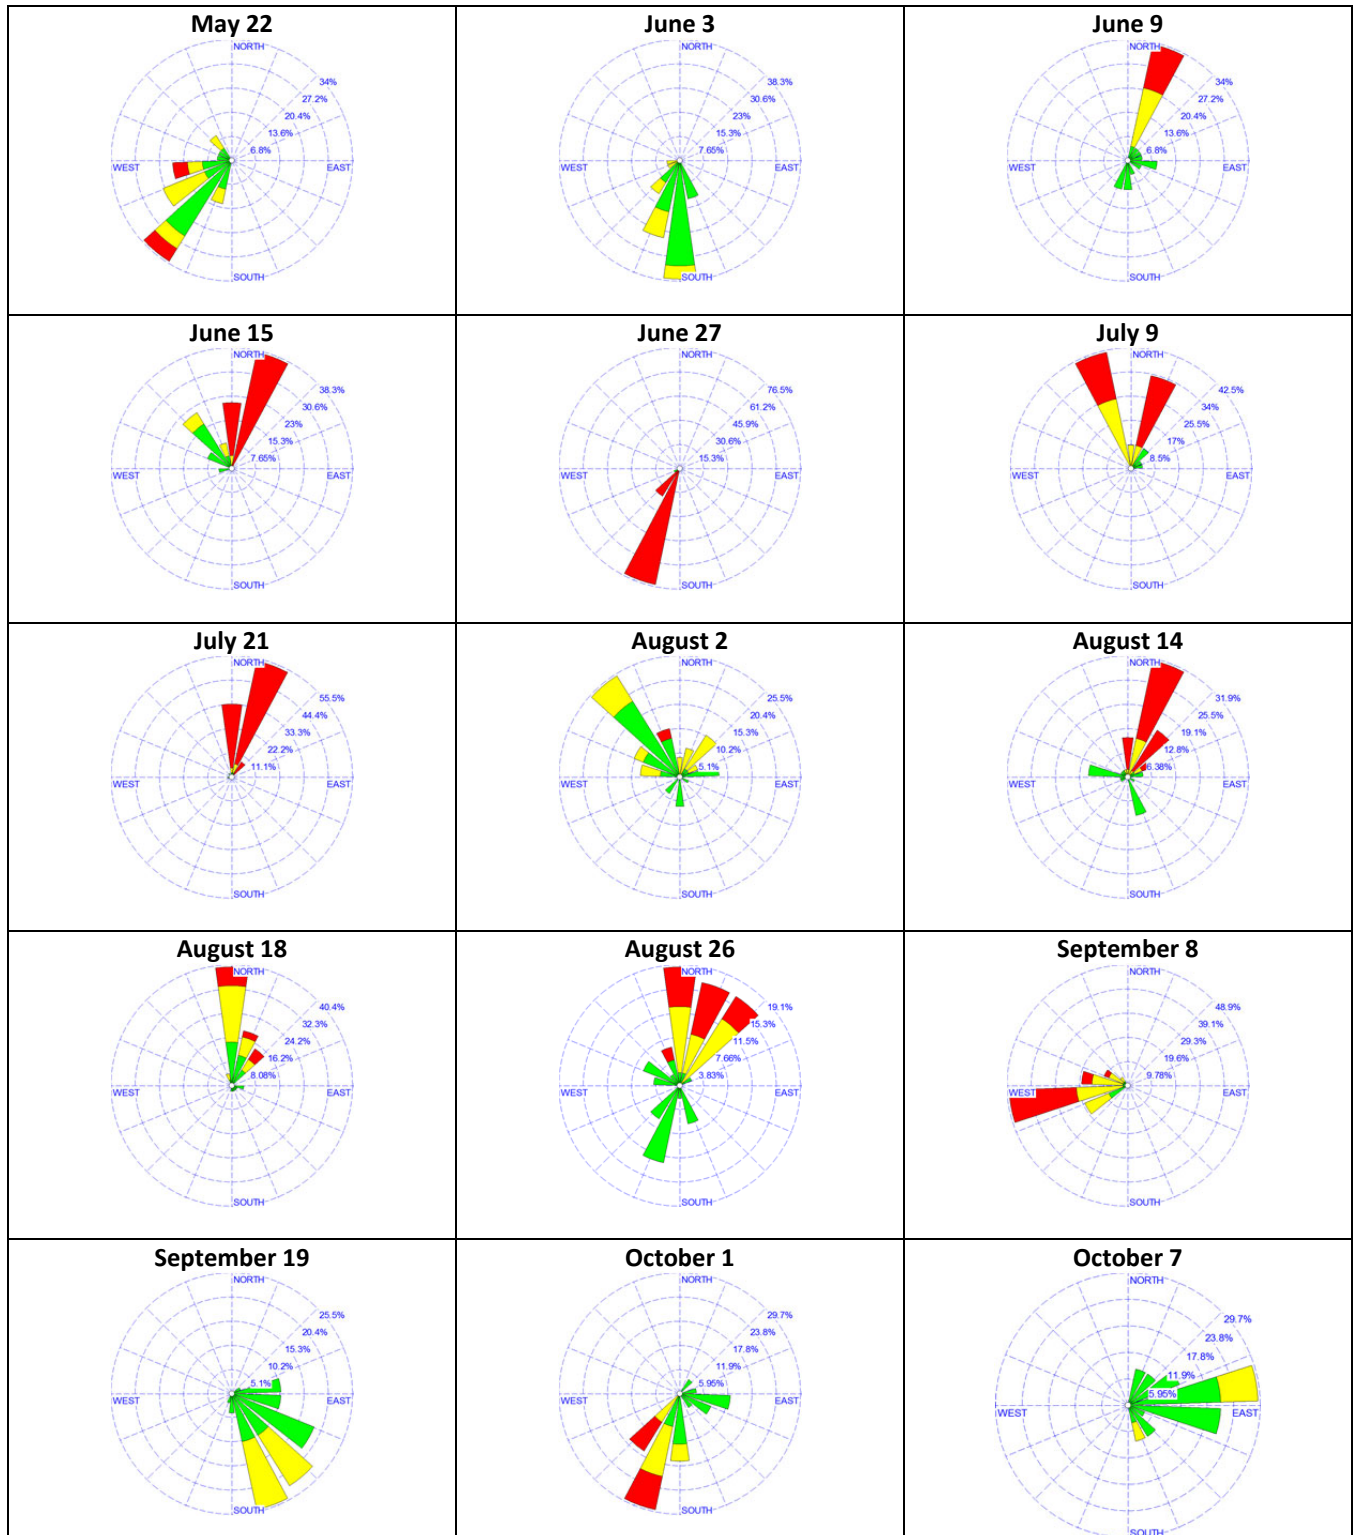 May 22
NORTH
34%
27.2%
20.4%
13.6%
6.8%
WEST
EAST
SOUTH
June 3
NORTH
38.3%
30.6%
23%
15.3%
7.65%
WEST
EAST
SOUTH
June 9
NORTH
34%
27.2%
20.4%
13.6%
6.8%
WEST
EAST
SOUTH
June 15
NORTH
38.3%
30.6%
23%
15.3%
7.65%
WEST
EAST
SOUTH
June 27
NORTH
76.5%
61.2%
45.9%
30.6%
15.3%
WEST
EAST
SOUTH
July 9
NORTH
42.5%
34%
25.5%
17%
8.5%
WEST
EAST
SOUTH
July 21
NORTH
55.5%
44.4%
33.3%
22.2%
11.1%
WEST
EAST
SOUTH
August 2
NORTH
25.5%
20.4%
15.3%
10.2%
5.1%
WEST
EAST
SOUTH
August 14
NORTH
31.9%
25.5%
19.1%
12.8%
6.38%
WEST
EAST
SOUTH
August 18
NORTH
40.4%
32.3%
24.2%
16.2%
8.08%
WEST
EAST
SOUTH
August 26
NORTH
19.1%
15.3%
11.5%
7.66%
3.83%
WEST
EAST
SOUTH
September 8
NORTH
48.9%
39.1%
29.3%
19.6%
9.78%
WEST
EAST
SOUTH
September 19
NORTH
25.5%
20.4%
15.3%
10.2%
5.1%
WEST
EAST
SOUTH
October 1
NORTH
29.7%
23.8%
17.8%
11.9%
5.95%
WEST
EAST
SOUTH
October 7
NORTH
29.7%
23.8%
17.8%
11.9%
5.95%
WEST
EAST
SOUTH